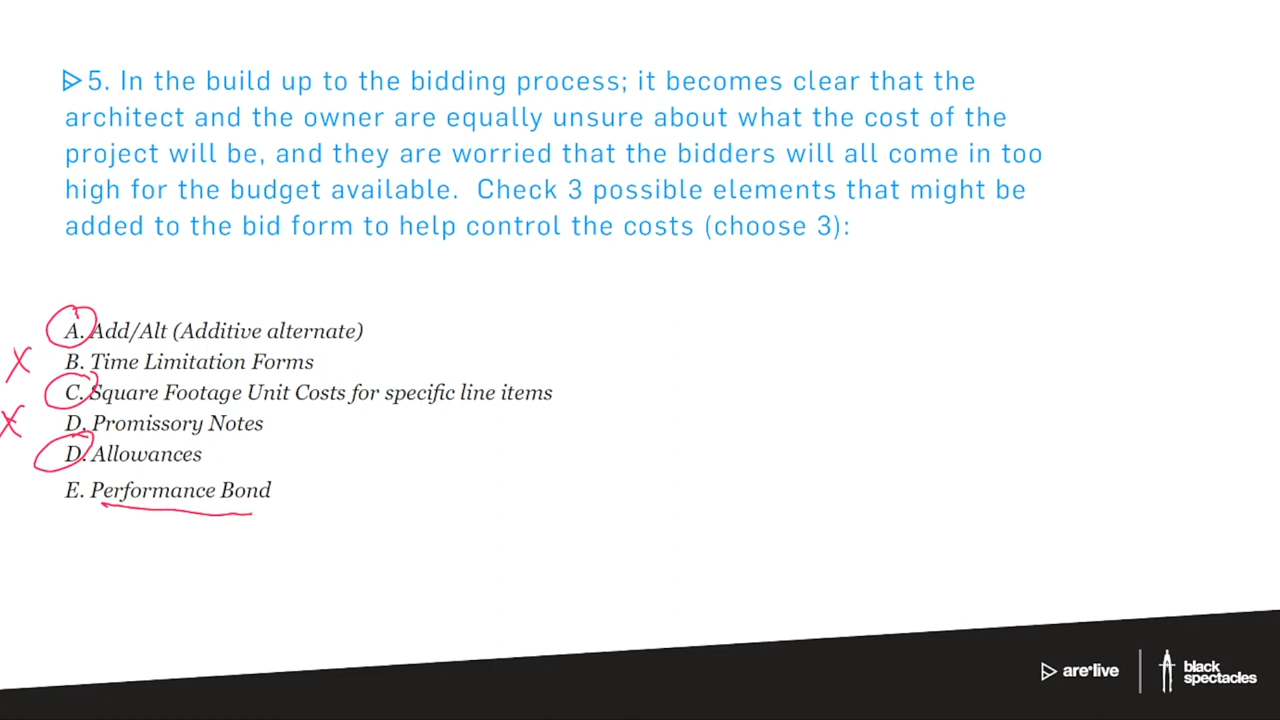 5. In the build up to the bidding process; it becomes clear that the
architect and the owner are equally unsure about what the cost of the
project will be, and they are worried that the bidders will all come in too
high for the budget available.  Check 3 possible elements that might be
added to the bid form to help control the costs (choose 3):
A. Add/Alt (Additive alternate)
X
B. Time Limitation Forms
C. Square Footage Unit Costs for specific line items
X
D. Promissory Notes
D. Allowances
E. Performance Bond
are live
black
spectacles